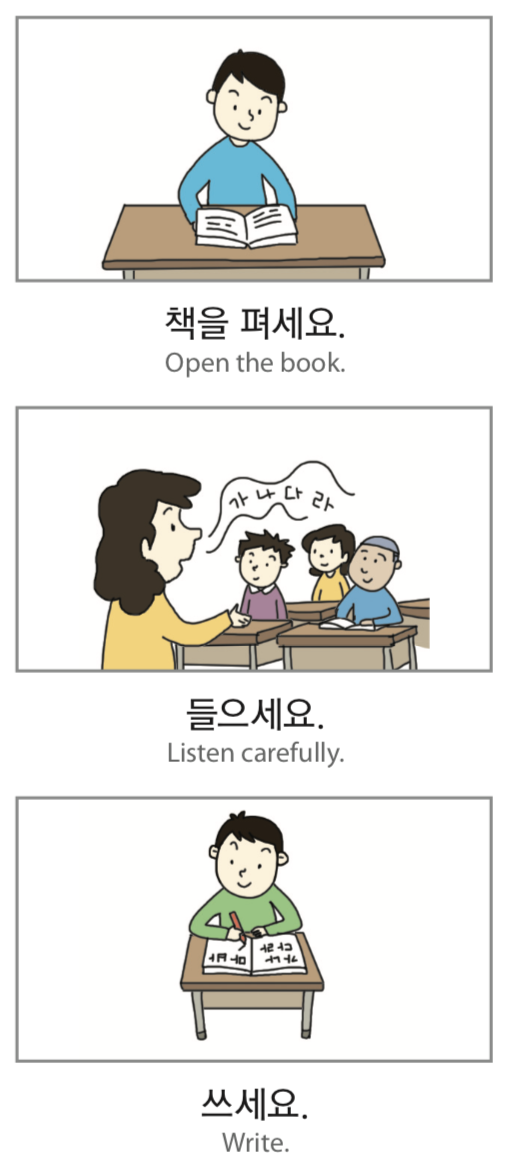 책을 펴세요.
Open the book.
가 나 다 라
들으세요.
Listen carefully.
쓰세요.
Write.